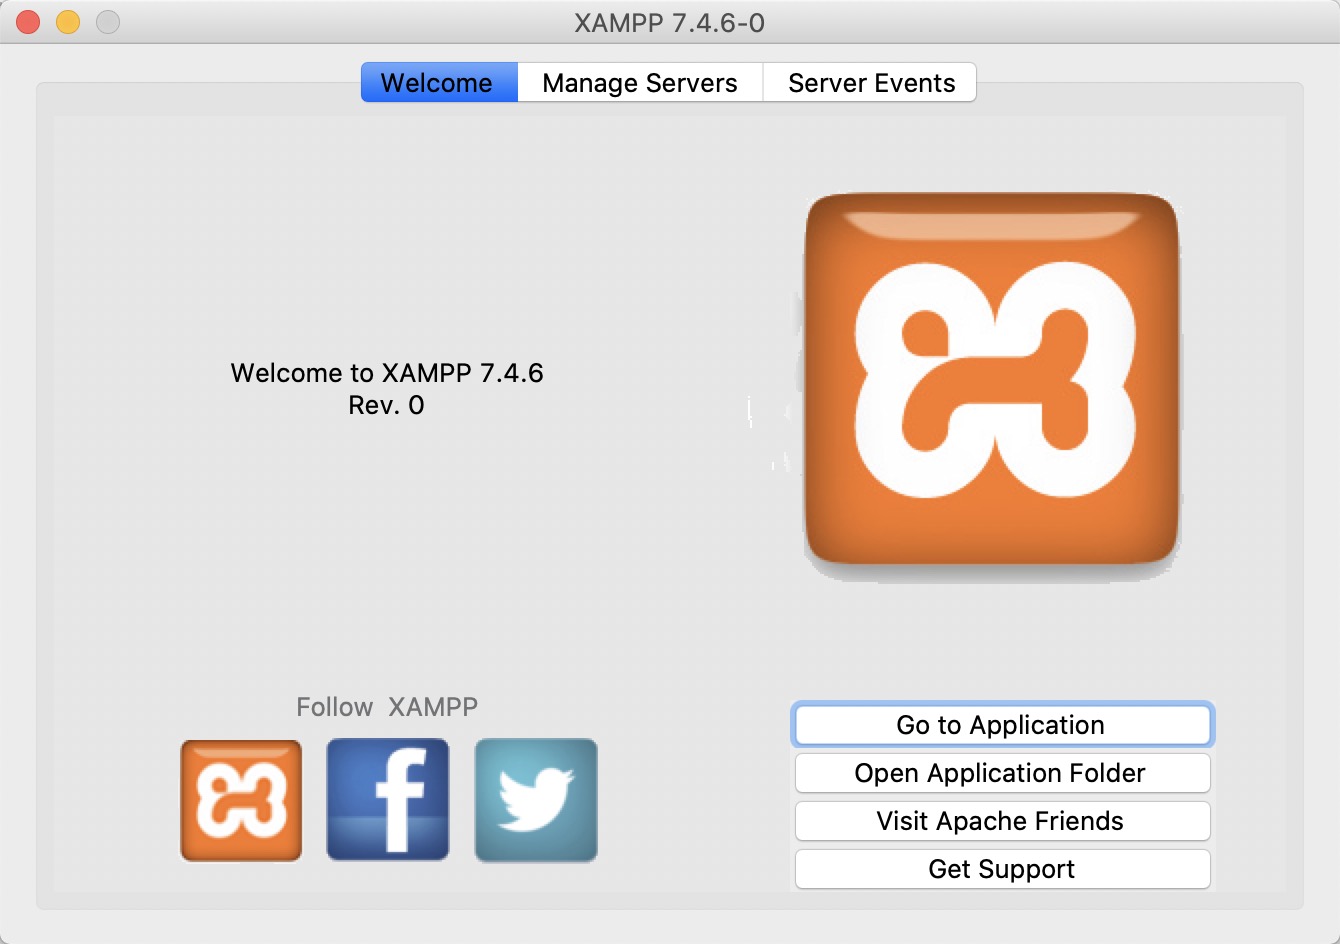 XAMPP 7.4.6-0
Welcome
Manage Servers
Server Events
Welcome to XAMPP 7.4.6
Rev. 0
Follow XAMPP
Go to Application
Open Application Folder
Visit Apache Friends
Get Support